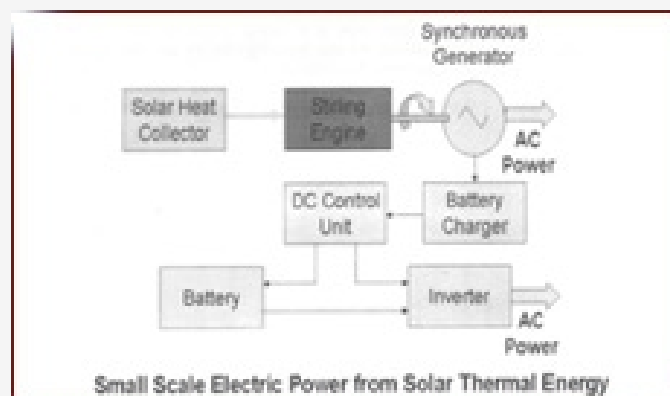 Synchronous
Generator
Solar Heat
Collector
Stirling
Engine
AC
Power
DC Control
Unit
Battery
Charger
Battery
Inverter
AC
Power
Small Scale Electric Power from Solar Thermal Energy